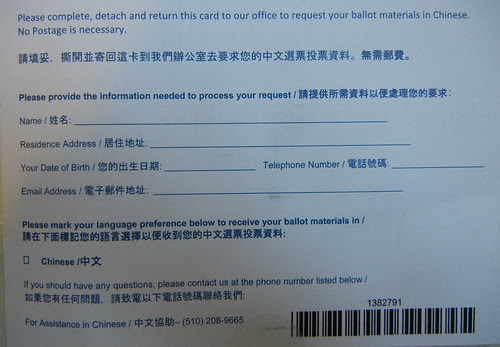 Please complete, detach and return this card to our office to request your ballot materials in Chinese.
No Postage is necessary.
請填妥，撕開並寄回這卡到我們辦公室去要求您的中文選票投票資料。無需郵費。
Please provide the information needed to process your request / 請提供所需資料以便處理您的要求:
Name / 姓名:
Residence Address / 居住地址:
Your Date of Birth / 您的出生日期: Telephone Number / 電話號碼:
Email Address / 電子郵件地址:
Please mark your language preference below to receive your ballot materials in /
請在下面標記您的語言選擇以便收到您的中文選票投票資料:
Chinese /中文
If you should have any questions, please contact us at the phone number listed below /
如果您有任何問題，請致電以下電話號碼聯絡我們:
1382791
For Assistance in Chinese / 中文協助– (510) 208-9665